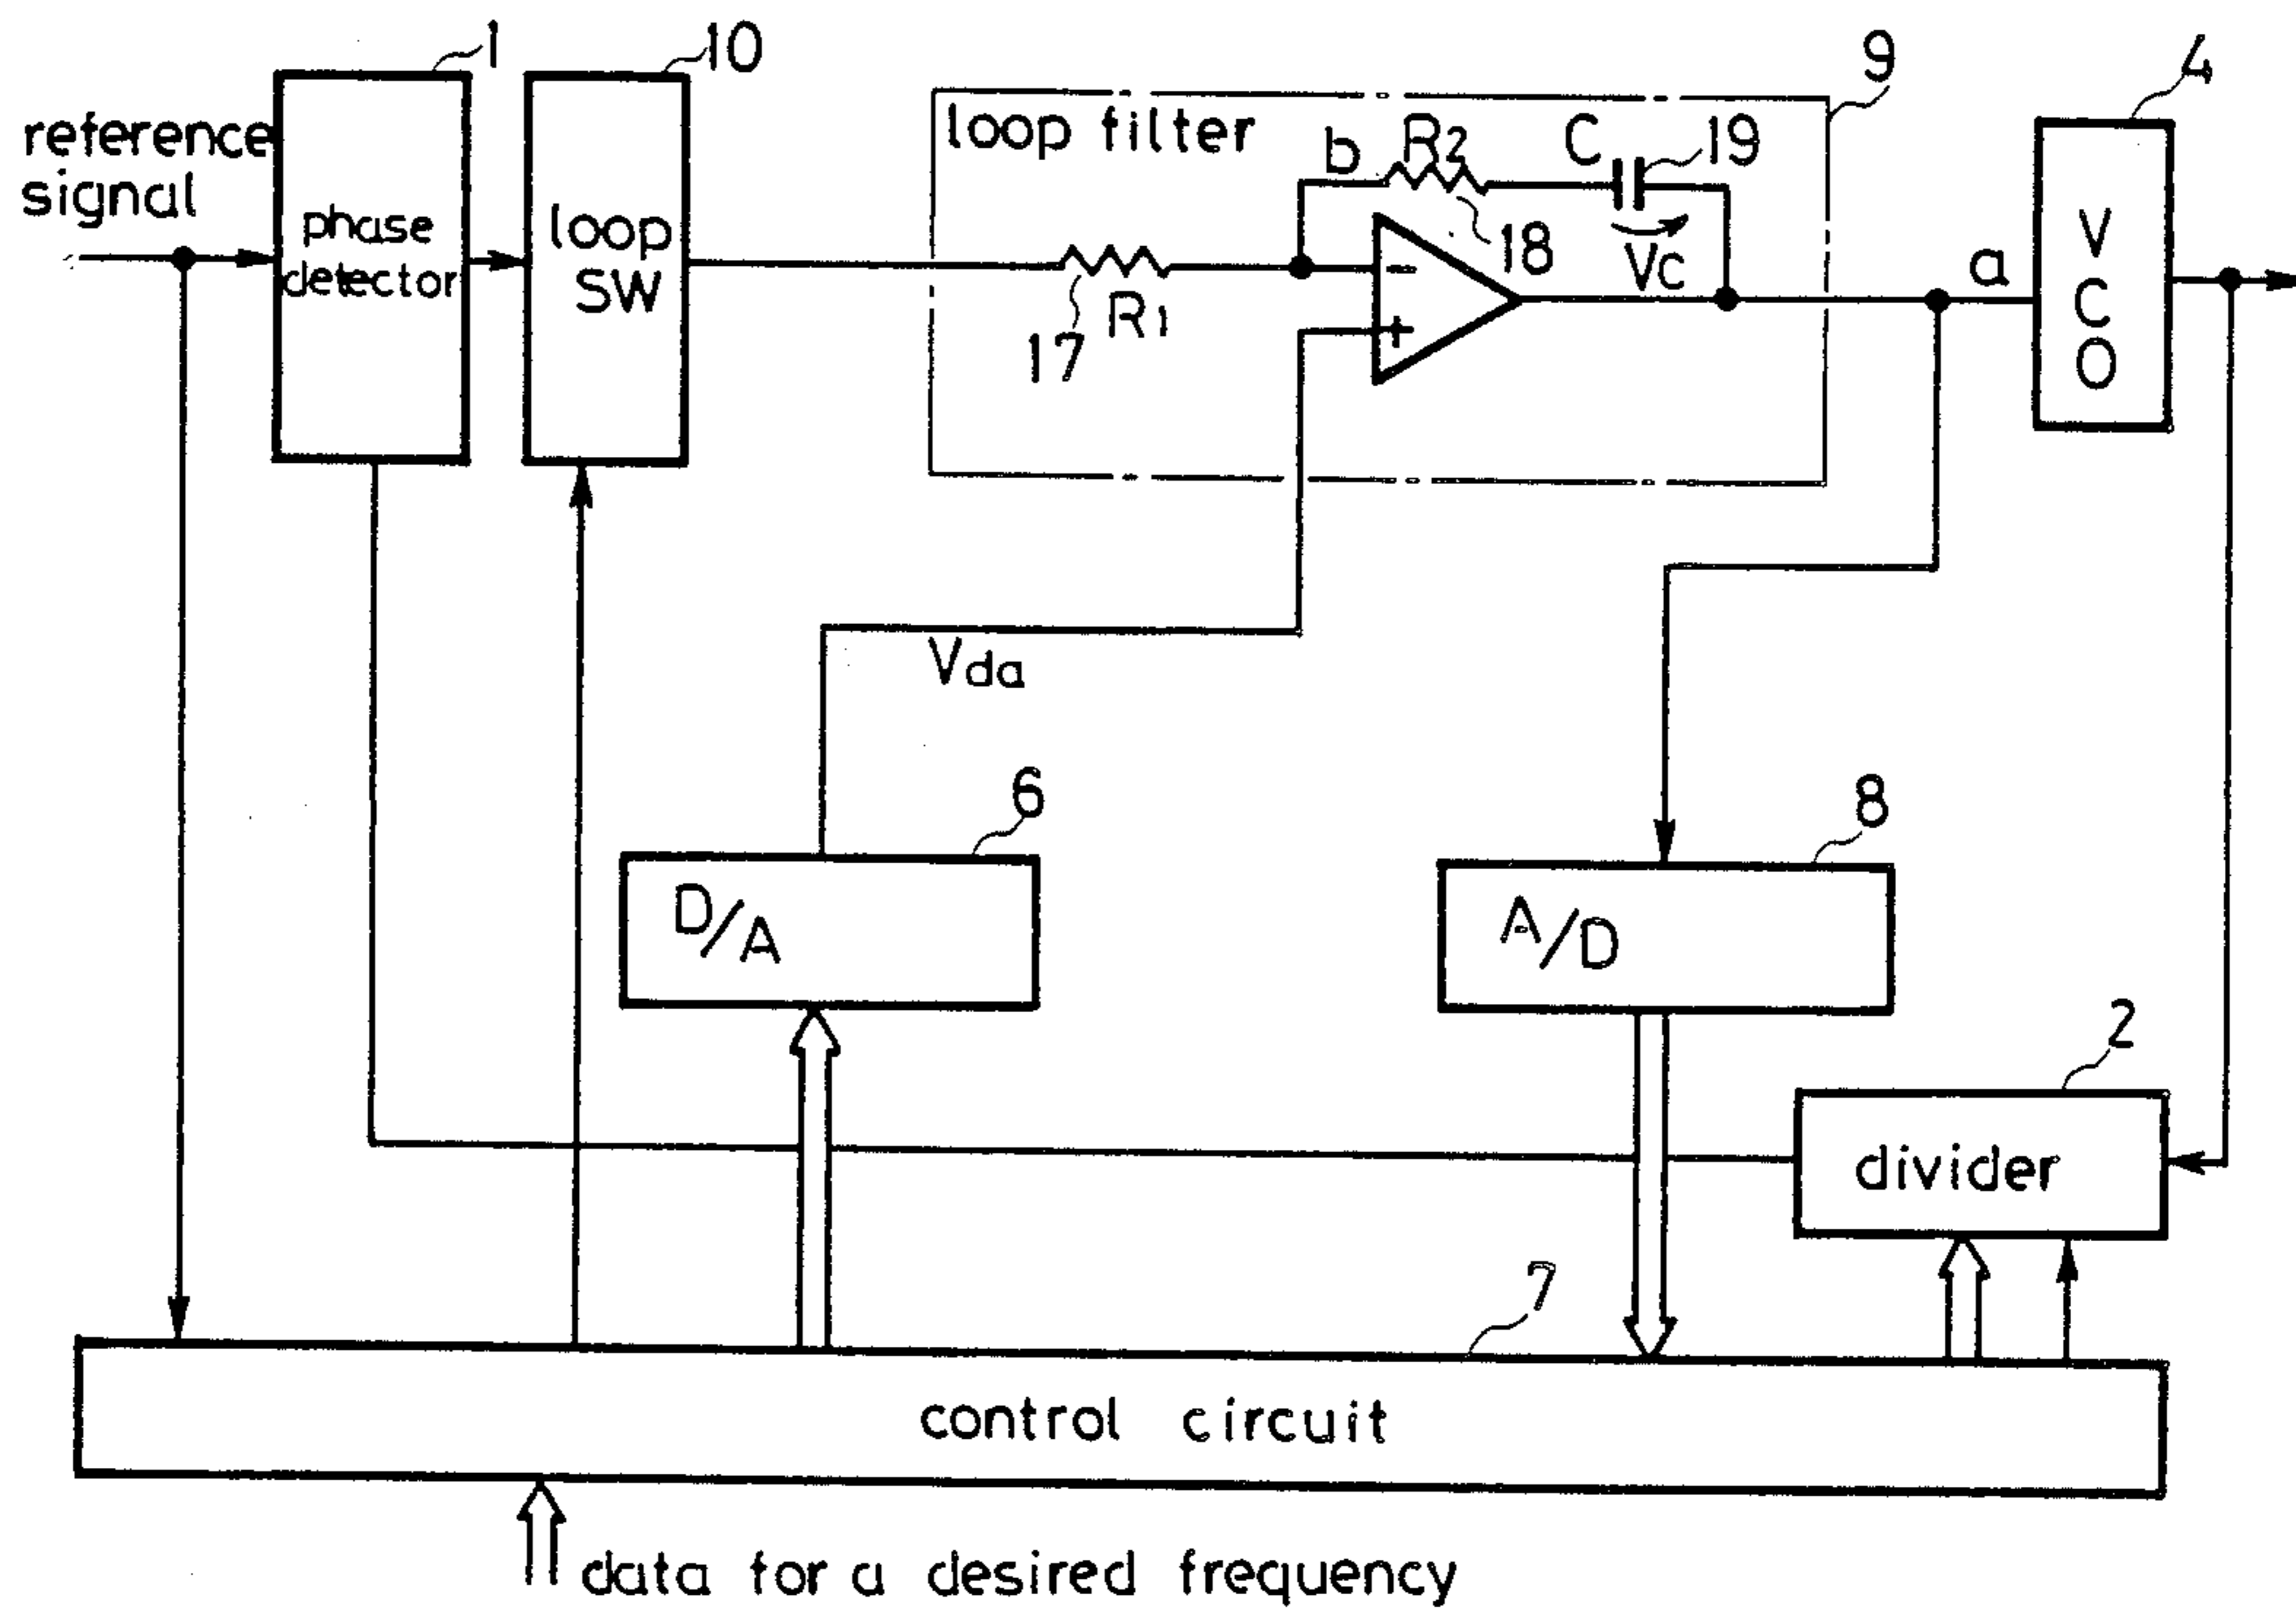 1
10
9
4
reference
signal
phase
detector
loop
SW
loop filter
b
R2
C
19
18
Vc
17
R1
-
+
a
V
C
O
Vda
6
D/A
8
A/D
2
divider
7
control circuit
data for a desired frequency